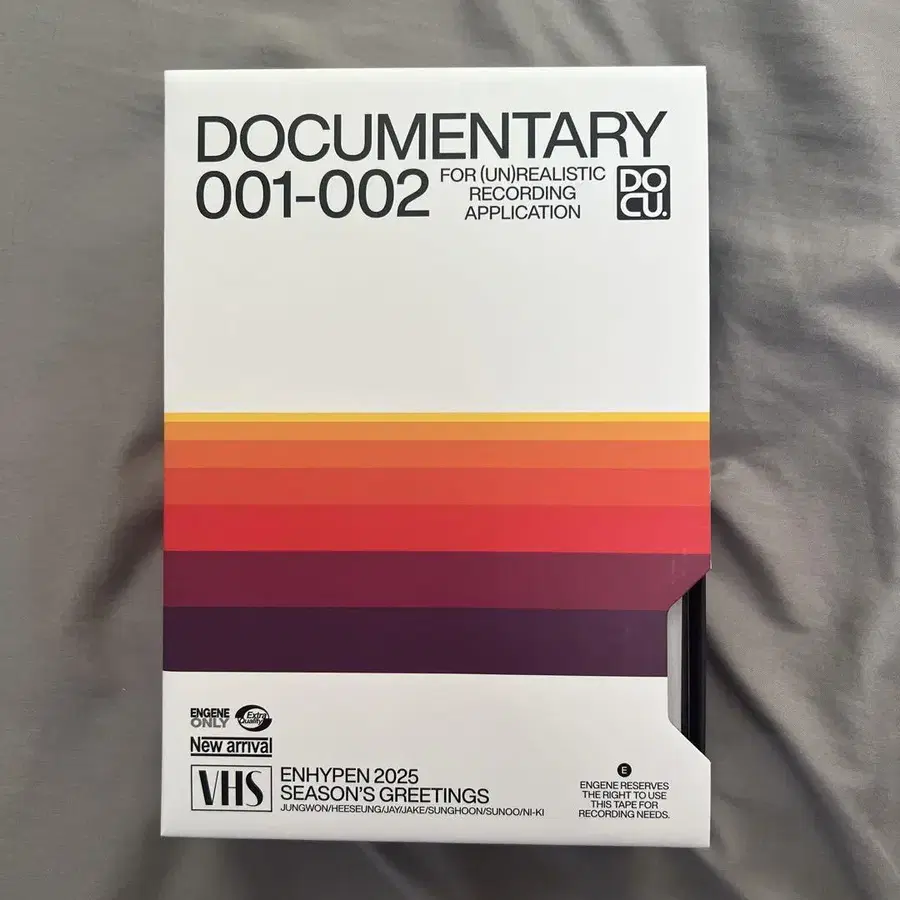 DOCUMENTARY
001-002
FOR (UN)REALISTIC
RECORDING
APPLICATION
DO
CU.
ENGENE
ONLY
Extra
Quality
New arrival
VHS
ENHYPEN 2025
SEASON'S GREETINGS
JUNGWON/HEESEUNG/JAY/JAKE/SUNGHOON/SUNOO/NI-KI
E
ENGENE RESERVES
THE RIGHT TO USE
THIS TAPE FOR
RECORDING NEEDS.